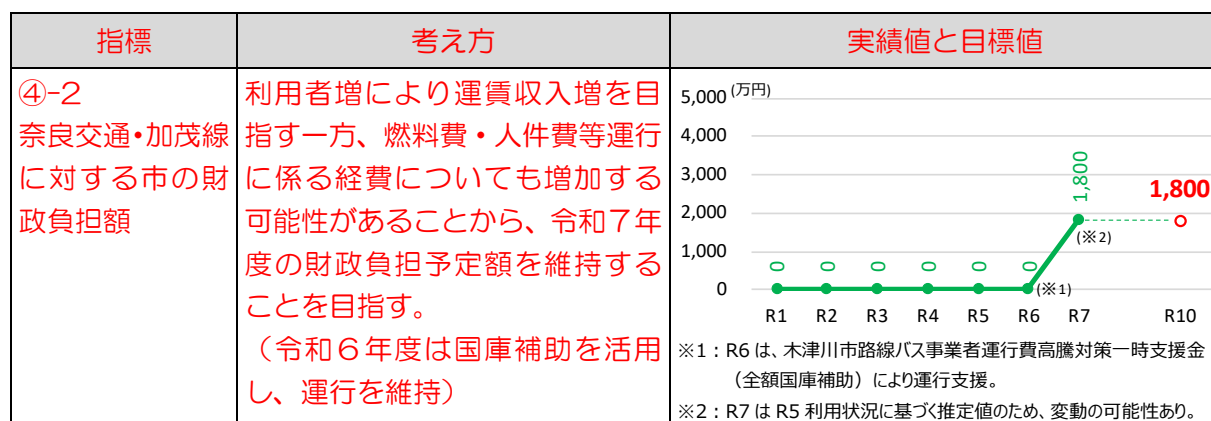 指標
考え方
実績値と目標値
④-2
奈良交通・加茂線
に対する市の財
政負担額
利用者増により運賃収入増を目
指す一方、燃料費・人件費等運行
に係る経費についても増加する
可能性があることから、令和７年
度の財政負担予定額を維持する
ことを目指す。
（令和６年度は国庫補助を活用
し、運行を維持）
(万円)
5,000
4,000
3,000
2,000
1,000
0
0 0 0 0 0 0 1,800 1,800
(※1)
(※2)
R1 R2 R3 R4 R5 R6 R7 R10
※1：R6 は、木津川市路線バス事業者運行費高騰対策一時支援金
（全額国庫補助）により運行支援。
※2：R7 は R5 利用状況に基づく推定値のため、変動の可能性あり。